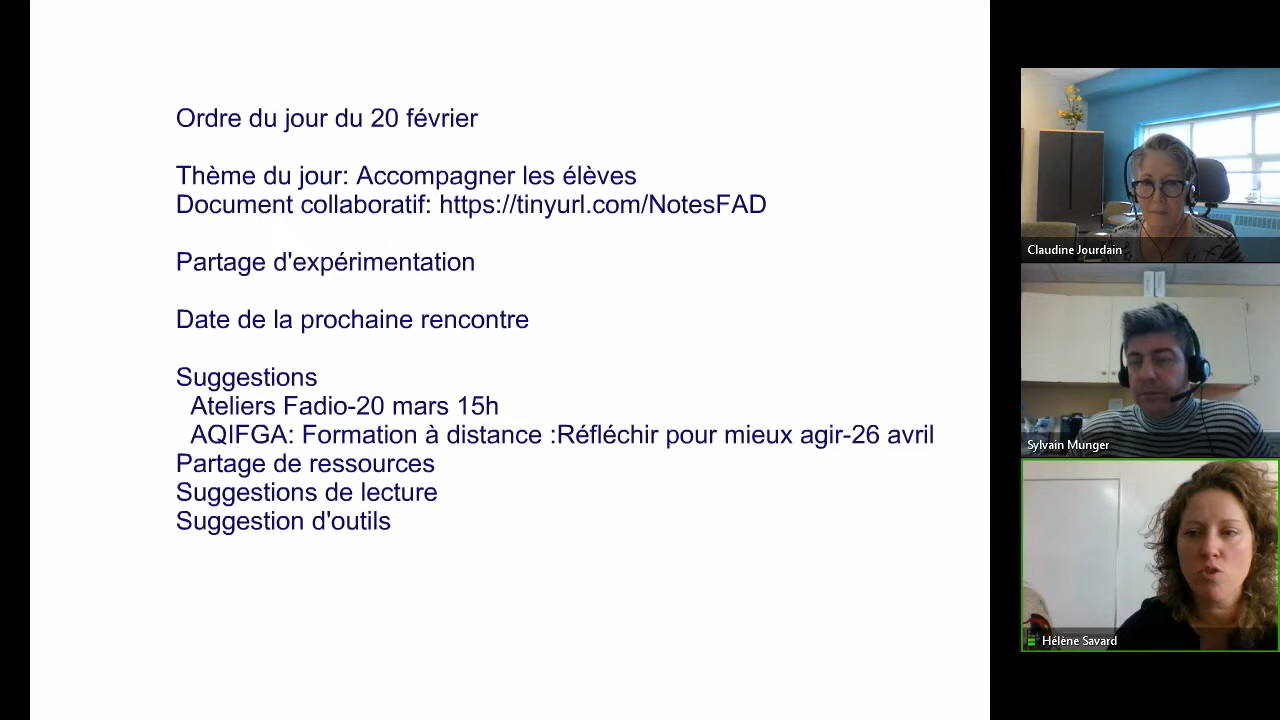 Ordre du jour du 20 février
Thème du jour: Accompagner les élèves
Document collaboratif: https://tinyurl.com/NotesFAD
Partage d'expérimentation
Date de la prochaine rencontre
Suggestions
Ateliers Fadio-20 mars 15h
AQIFGA: Formation à distance :Réfléchir pour mieux agir-26 avril
Partage de ressources
Suggestions de lecture
Suggestion d'outils
Claudine Jourdain
Sylvain Munger
Hélène Savard